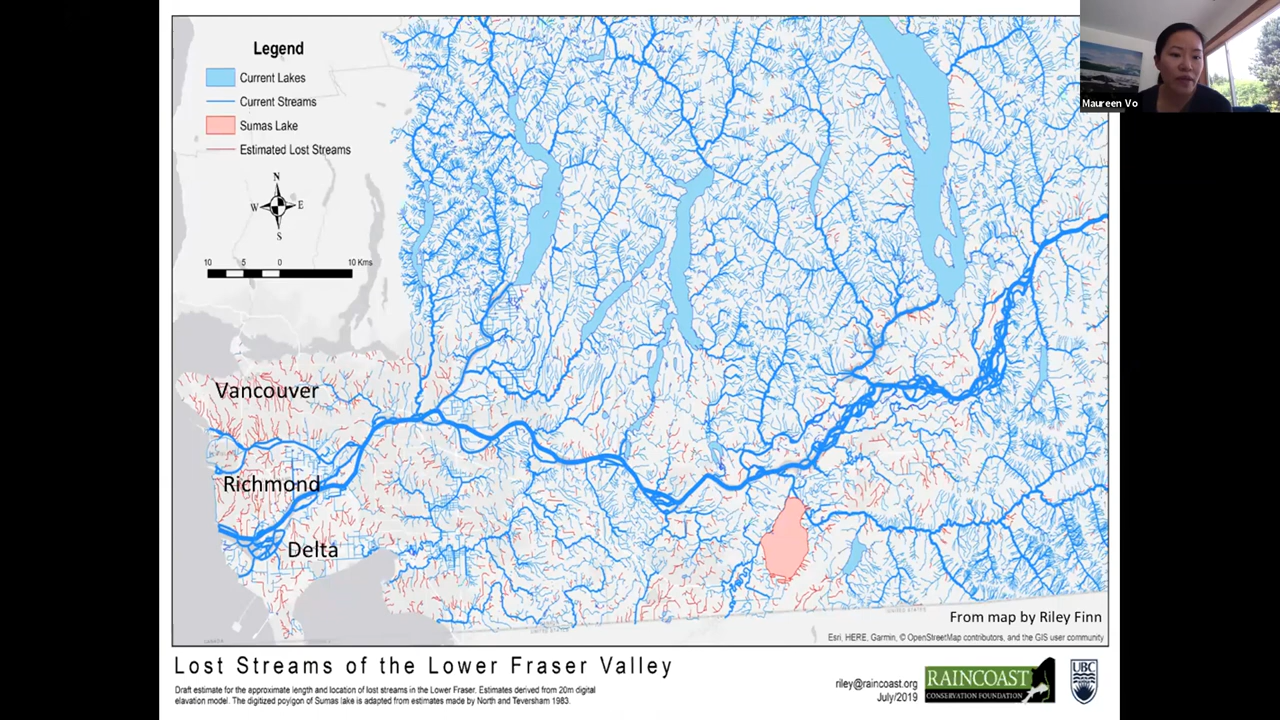 Legend
Current Lakes
Current Streams
Sumas Lake
Estimated Lost Streams
N
W
E
S
10 5 0 10 Kms
Maureen Vo
Vancouver
Richmond
Delta
From map by Riley Finn
Esri, HERE, Garmin, © OpenStreetMap contributors, and the GIS user community
Lost Streams of the Lower Fraser Valley
Draft estimate for the approximate length and location of lost streams in the Lower Fraser. Estimates derived from 20m digital
elavation model. The digitized poylgon of Sumas lake is adapted from estimates made by North and Teversham 1983.
riley@raincoast.org
July/2019
RAINCOAST
CONSERVATION FOUNDATION
UBC